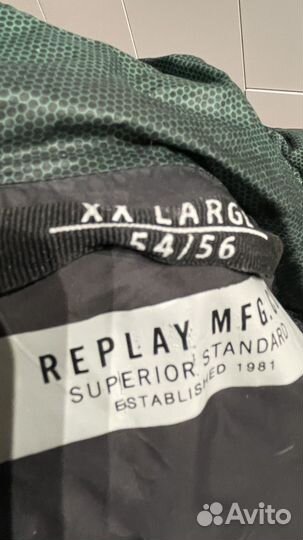 XX LARGE
54/56
REPLAY MFG.
SUPERIOR STANDARD
ESTABLISHED 1981
Avito